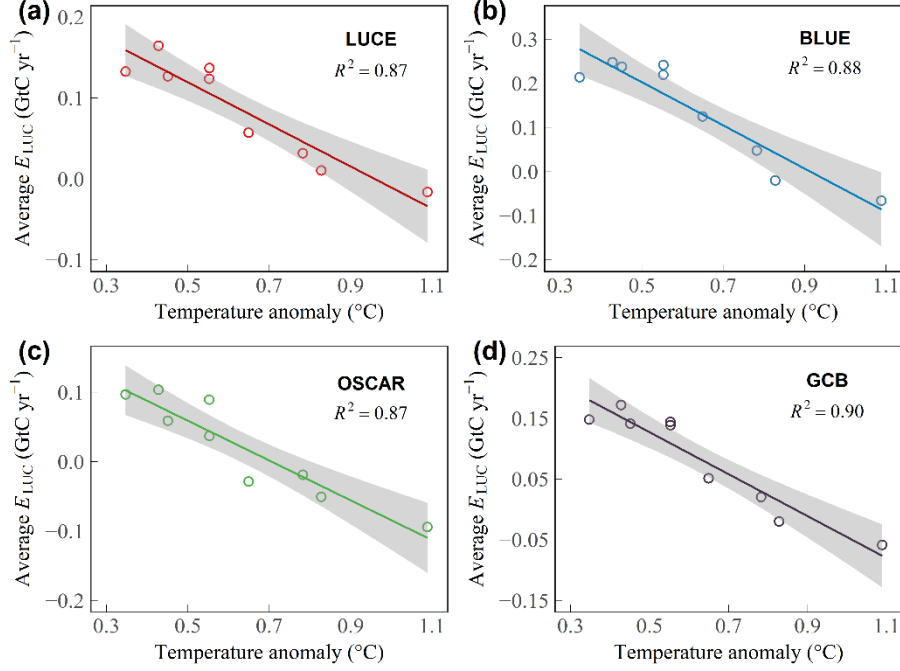 (a)
LUCE
R² = 0.87
Average E_LUC (GtC yr⁻¹)
0.2
0.1
0.0
−0.1
0.3 0.5 0.7 0.9 1.1
Temperature anomaly (°C)
(b)
BLUE
R² = 0.88
Average E_LUC (GtC yr⁻¹)
0.3
0.2
0.1
0.0
−0.1
−0.2
0.3 0.5 0.7 0.9 1.1
Temperature anomaly (°C)
(c)
OSCAR
R² = 0.87
Average E_LUC (GtC yr⁻¹)
0.1
0.0
−0.1
−0.2
0.3 0.5 0.7 0.9 1.1
Temperature anomaly (°C)
(d)
GCB
R² = 0.90
Average E_LUC (GtC yr⁻¹)
0.25
0.15
0.05
−0.05
−0.15
0.3 0.5 0.7 0.9 1.1
Temperature anomaly (°C)